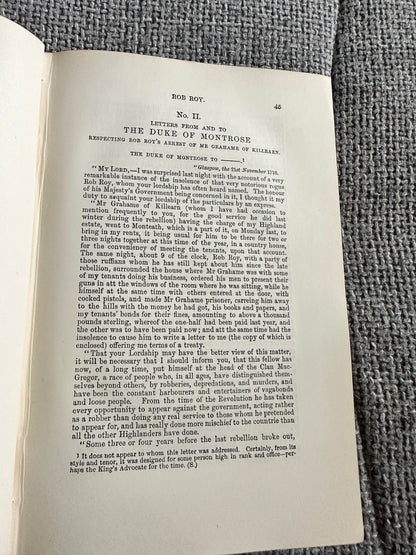 ROB ROY. 45
No. II.
LETTERS FROM AND TO
THE DUKE OF MONTROSE
RESPECTING ROB ROY'S ARREST OF MR GRAHAME OF KILLEARN.
THE DUKE OF MONTROSE TO ———.1
"Glasgow, the 21st November 1716.
"MY LORD,—I was surprised last night with the account of a very
remarkable instance of the insolence of that very notorious rogue
Rob Roy, whom your lordship has often heard named. The honour
of his Majesty's Government being concerned in it, I thought it my
duty to acquaint your lordship of the particulars by an express.
"Mr Grahame of Killearn (whom I have had occasion to
mention frequently to you, for the good service he did last
winter during the rebellion) having the charge of my Highland
estate, went to Monteath, which is a part of it, on Monday last, to
bring in my rents, it being usual for him to be there for two or
three nights together at this time of the year, in a country house,
for the conveniency of meeting the tenants, upon that account.
The same night, about 9 of the clock, Rob Roy, with a party of
those ruffians whom he has still kept about him since the late
rebellion, surrounded the house where Mr Grahame was with some
of my tenants doing his business, ordered his men to present their
guns in at the windows of the room where he was sitting, while he
himself at the same time with others entered at the door, with
cocked pistols, and made Mr Grahame prisoner, carreing him away
to the hills with the money he had got, his books and papers, and
my tenants' bonds for their fines, amounting to above a thousand
pounds sterling, whereof the one-half had been paid last year, and
the other was to have been paid now; and at the same time had the
insolence to cause him to write a letter to me (the copy of which is
enclosed) offering me terms of a treaty.
"That your Lordship may have the better view of this matter,
it will be necessary that I should inform you, that this fellow has
now, of a long time, put himself at the head of the Clan Mac-
Gregor, a race of people who, in all ages, have distinguished them-
selves beyond others, by robberies, depredations, and murders, and
have been the constant harbourers and entertainers of vagabonds
and loose people. From the time of the Revolution he has taken
every opportunity to appear against the government, acting rather
as a robber than doing any real service to those whom he pretended
to appear for, and has really done more mischief to the countrie than
all the other Highlanders have done.
"Some three or four years before the last rebellion broke out,
1 It does not appear to whom this letter was addressed. Certainly, from its
style and tenor, it was designed for some person high in rank and office—per-
haps the King's Advocate for the time. (S.)